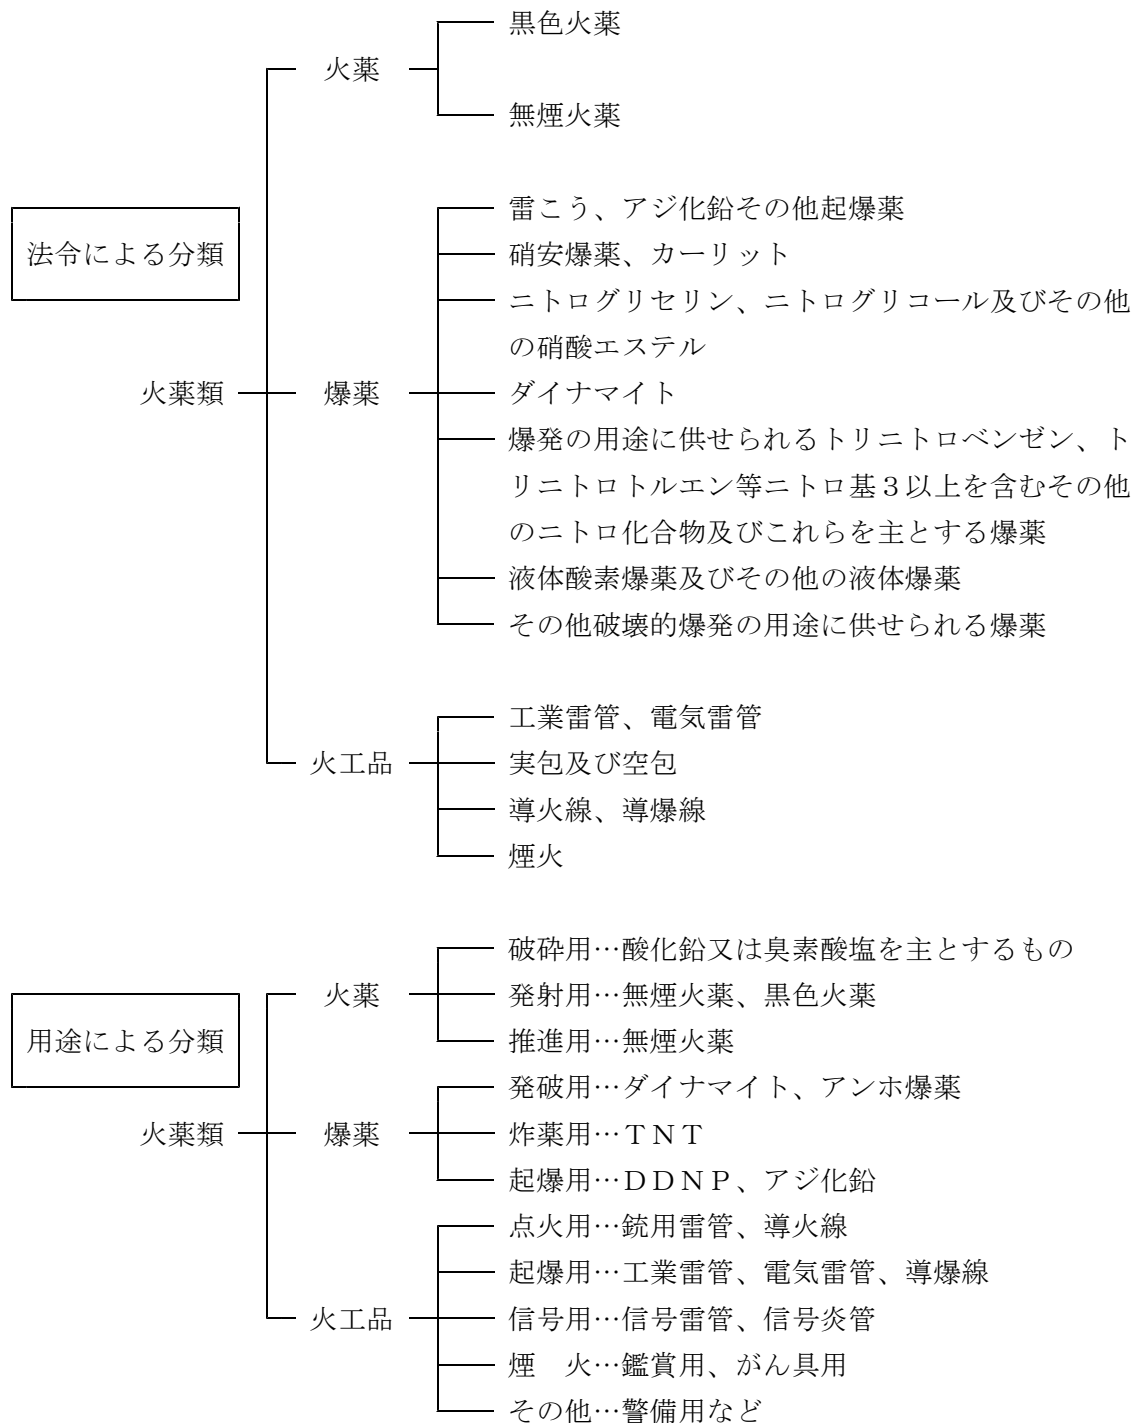 黒色火薬
火薬
無煙火薬
雷こう、アジ化鉛その他起爆薬
法令による分類
硝安爆薬、カーリット
ニトログリセリン、ニトログリコール及びその他
の硝酸エステル
火薬類
爆薬
ダイナマイト
爆発の用途に供せられるトリニトロベンゼン、ト
リニトロトルエン等ニトロ基３以上を含むその他
のニトロ化合物及びこれらを主とする爆薬
液体酸素爆薬及びその他の液体爆薬
その他破壊的爆発の用途に供せられる爆薬
工業雷管、電気雷管
火工品
実包及び空包
導火線、導爆線
煙火
破砕用…酸化鉛又は臭素酸塩を主とするもの
火薬
発射用…無煙火薬、黒色火薬
用途による分類
推進用…無煙火薬
発破用…ダイナマイト、アンホ爆薬
火薬類
爆薬
炸薬用…ＴＮＴ
起爆用…ＤＤＮＰ、アジ化鉛
点火用…銃用雷管、導火線
起爆用…工業雷管、電気雷管、導爆線
火工品
信号用…信号雷管、信号炎管
煙　火…鑑賞用、がん具用
その他…警備用など